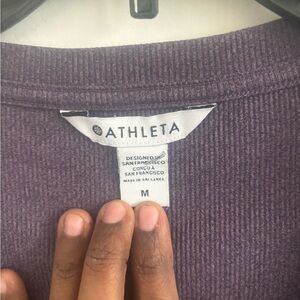 ATHLETA
DESIGNED IN
SAN FRANCISCO
CONÇU À
SAN FRANCISCO
MADE IN SRI LANKA
M